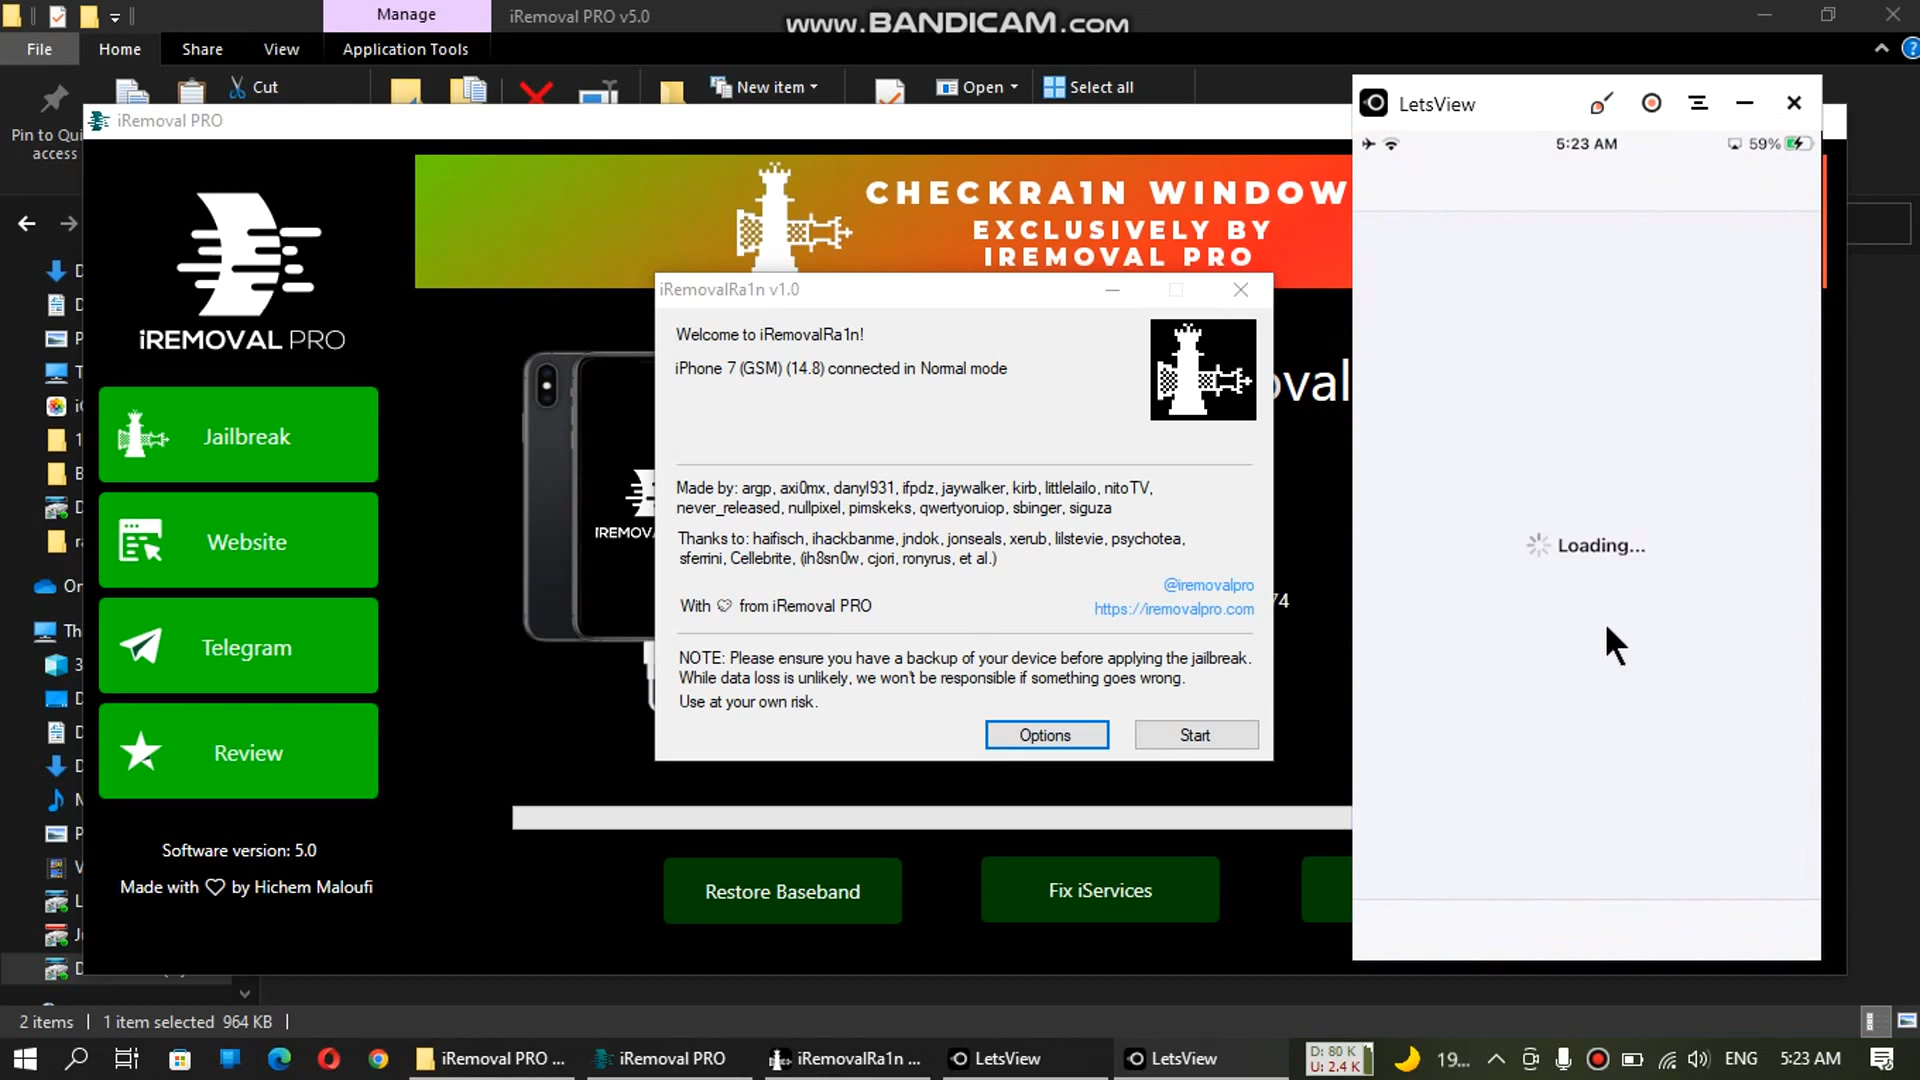 Manage
iRemoval PRO v5.0
WWW.BANDICAM.COM
File
Home
Share
View
Application Tools
Cut
New item
Open
Select all
Pin to Qui
access
iRemoval PRO
LetsView
5:23 AM
59%
CHECKRA1N WINDOW
EXCLUSIVELY BY
IREMOVAL PRO
iREMOVAL PRO
iRemovalRa1n v1.0
Welcome to iRemovalRa1n!
iPhone 7 (GSM) (14.8) connected in Normal mode
oval
Made by: argp, axi0mx, danyl931, ifpdz, jaywalker, kirb, littlelailo, nitoTV,
never_released, nullpixel, pimskeks, qwertyoruiop, sbinger, siguza
Thanks to: haifisch, ihackbanme, jndok, jonseals, xerub, lilstevie, psychotea,
sferrini, Cellebrite, (ih8sn0w, cjori, ronyrus, et al.)
@iremovalpro
With ♡ from iRemoval PRO
https://iremovalpro.com
74
NOTE: Please ensure you have a backup of your device before applying the jailbreak.
While data loss is unlikely, we won't be responsible if something goes wrong.
Use at your own risk.
Options
Start
Loading...
Jailbreak
Website
Telegram
Review
Software version: 5.0
Made with ♡ by Hichem Maloufi
Restore Baseband
Fix iServices
2 items
1 item selected 964 KB
iRemoval PRO ...
iRemoval PRO
iRemovalRa1n ...
LetsView
LetsView
D: 80 K
U: 2.4 K
19...
ENG
5:23 AM